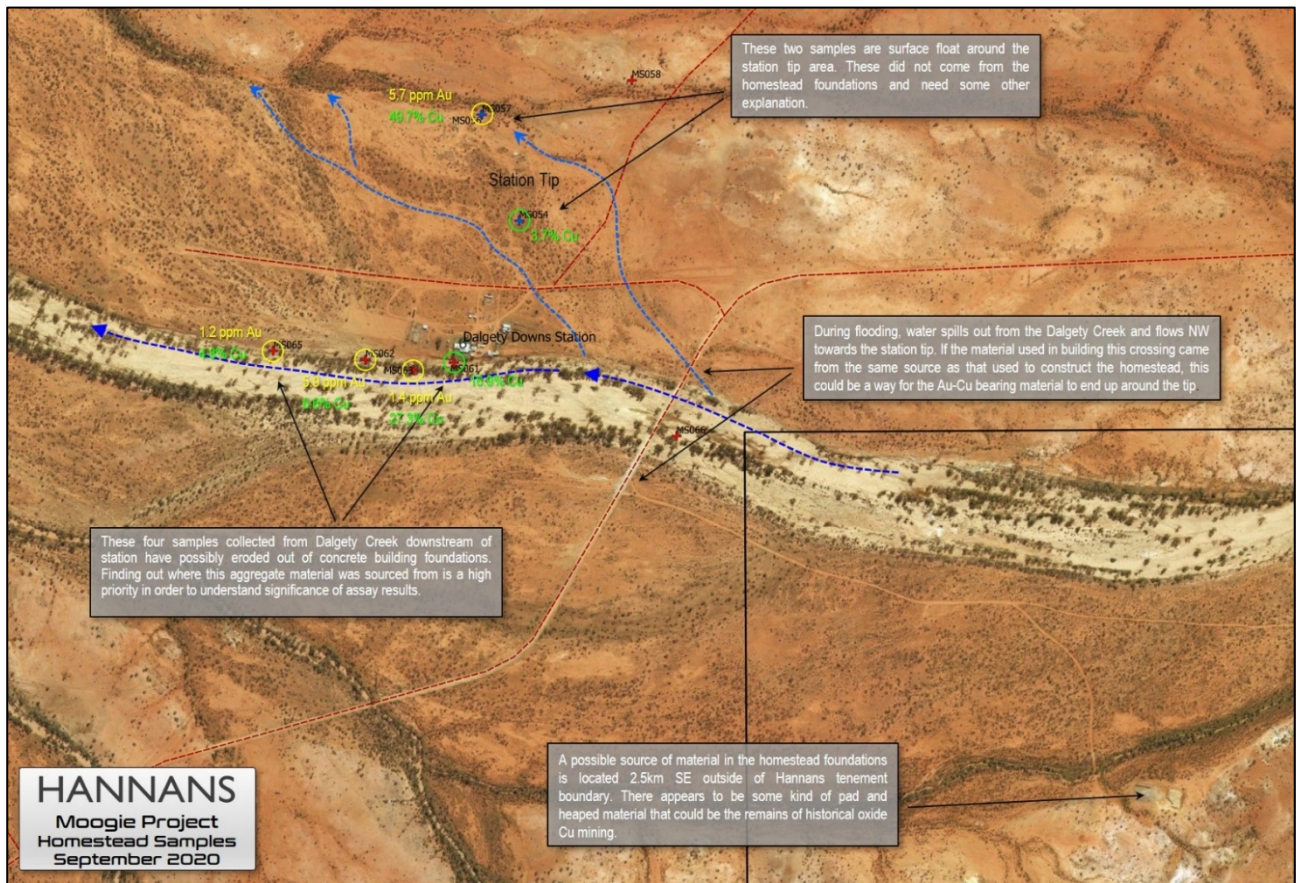 These two samples are surface float around the
station tip area. These did not come from the
homestead foundations and need some other
explanation.
MS058
5.7 ppm Au
49.7% Cu
Station Tip
MS054
3.7% Cu
Dalgety Downs Station
1.2 ppm Au
MS062
MS061
1.4 ppm Au
27.3% Cu
MS066
During flooding, water spills out from the Dalgety Creek and flows NW
towards the station tip. If the material used in building this crossing came
from the same source as that used to construct the homestead, this
could be a way for the Au-Cu bearing material to end up around the tip.
These four samples collected from Dalgety Creek downstream of
station have possibly eroded out of concrete building foundations.
Finding out where this aggregate material was sourced from is a high
priority in order to understand significance of assay results.
A possible source of material in the homestead foundations
is located 2.5km SE outside of Hannans tenement
boundary. There appears to be some kind of pad and
heaped material that could be the remains of historical oxide
Cu mining.
HANNANS
Moogie Project
Homestead Samples
September 2020